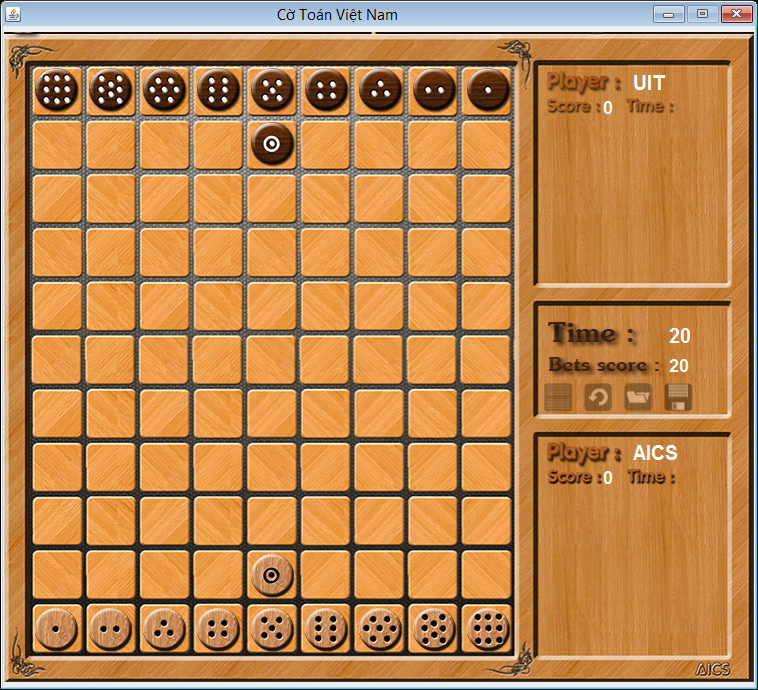 Cờ Toán Việt Nam
Player : UIT
Score : 0 Time :
Time : 20
Bets score : 20
Player : AICS
Score : 0 Time :
AICS